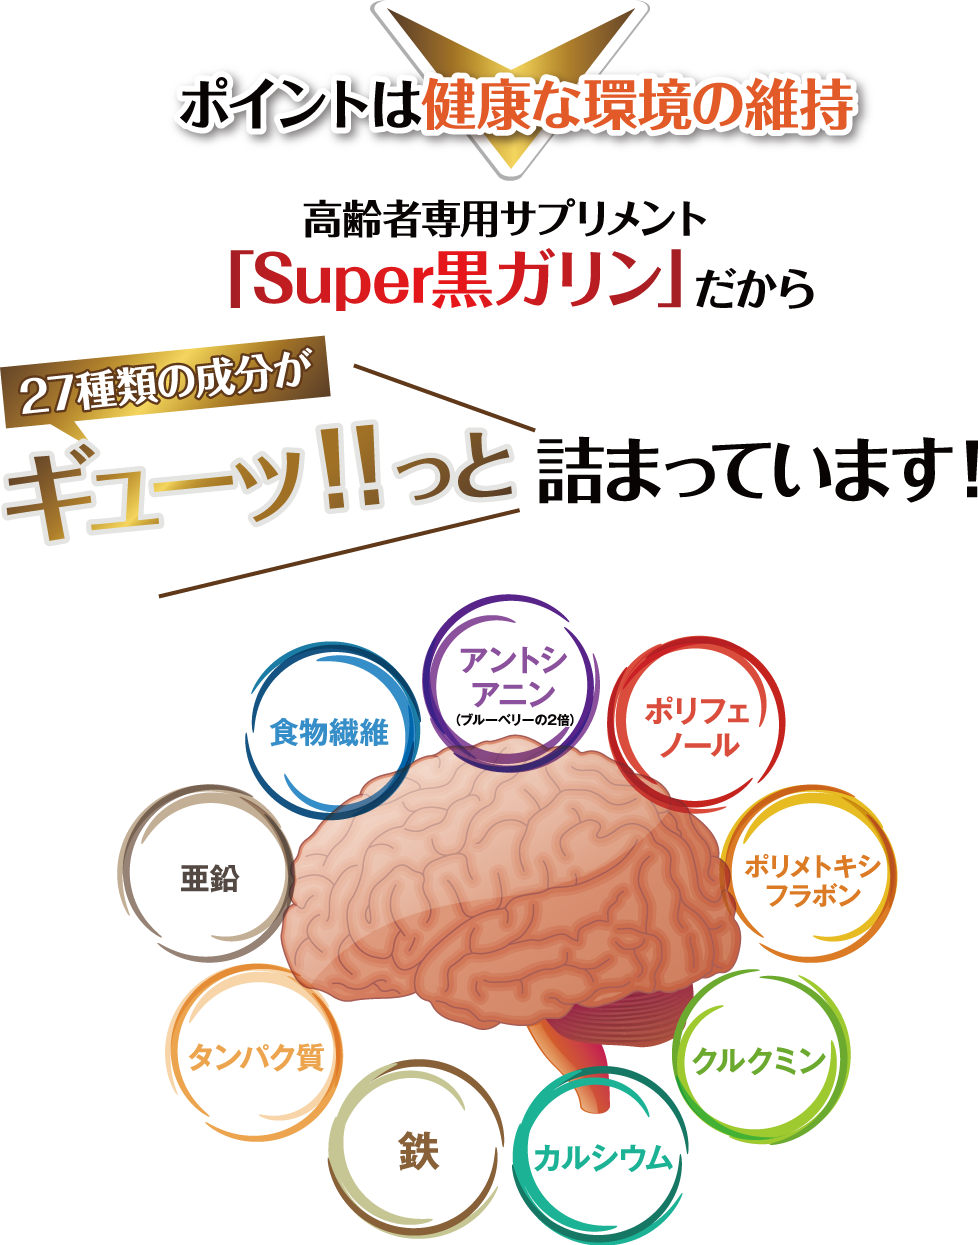 ポイントは健康な環境の維持
高齢者専用サプリメント
「Super黒ガリン」だから
27種類の成分が
ギューッ!!っと詰まっています!
アントシ
アニン
(ブルーベリーの2倍)
食物繊維
ポリフェ
ノール
亜鉛
ポリメトキシ
フラボン
タンパク質
クルクミン
鉄
カルシウム